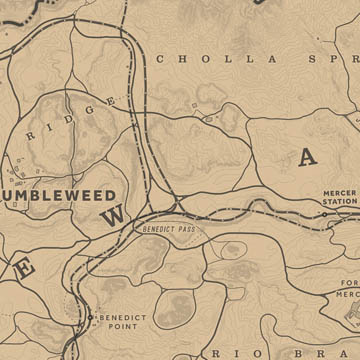 CHOLLA SPR
RIDGE
A
UMBLEWEED
MERCER
STATION
W
BENEDICT PASS
E
FOR
MERC
BENEDICT
POINT
RIO BRA